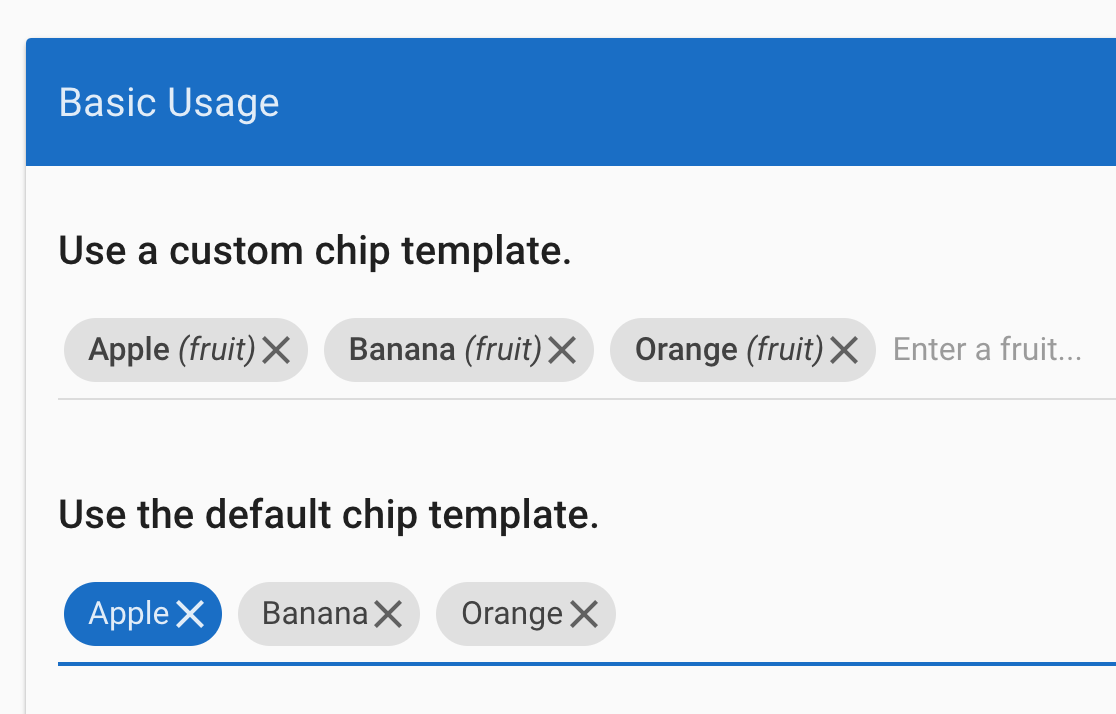 Basic Usage
Use a custom chip template.
Apple (fruit) Banana (fruit) Orange (fruit) Enter a fruit...
Use the default chip template.
Apple Banana Orange